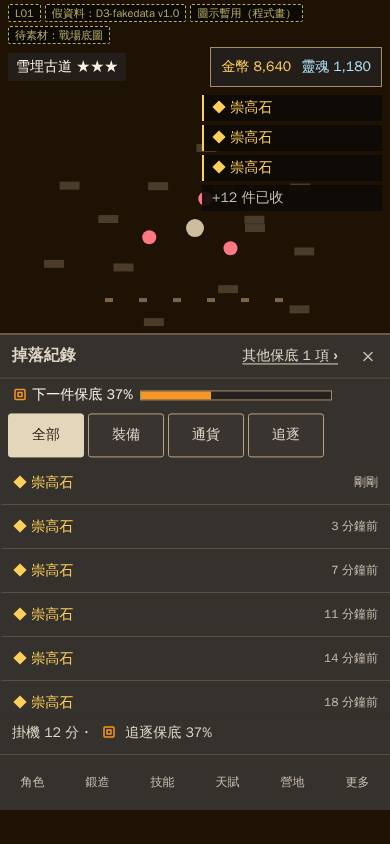 L01 假資料：D3-fakedata v1.0 圖示暫用（程式畫）
待素材：戰場底圖
雪埋古道 ★★★
金幣 8,640 靈魂 1,180
崇高石
崇高石
崇高石
+12 件已收
掉落紀錄 其他保底 1 項 ›
下一件保底 37%
全部 裝備 通貨 追逐
崇高石 剛剛
崇高石 3 分鐘前
崇高石 7 分鐘前
崇高石 11 分鐘前
崇高石 14 分鐘前
崇高石 18 分鐘前
掛機 12 分・ 追逐保底 37%
角色 鍛造 技能 天賦 營地 更多